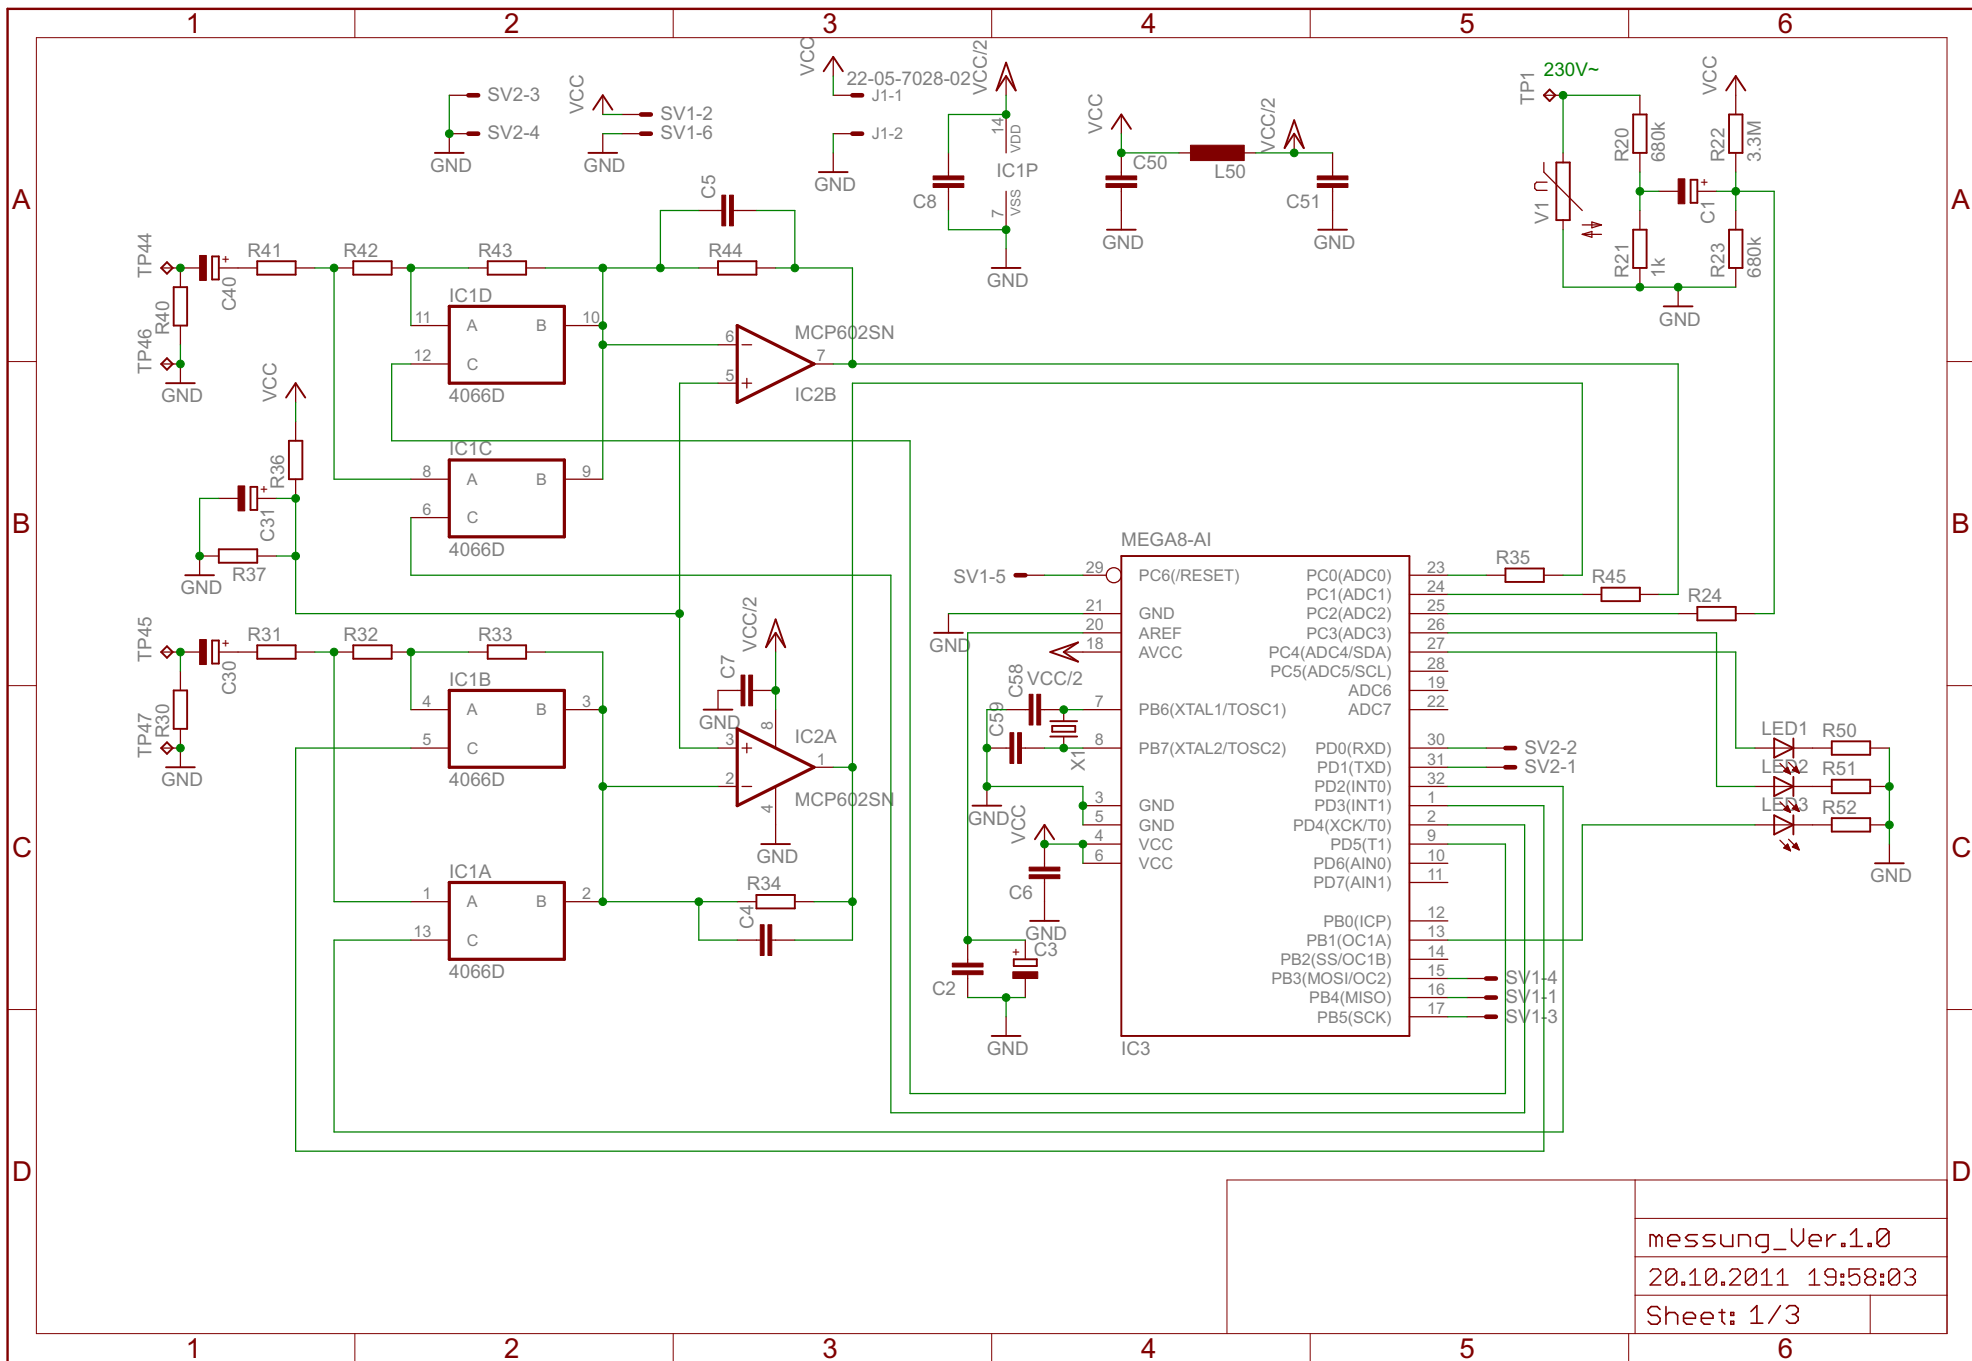 1 2 3 4 5 6
A
B
C
D
A
B
C
D
1 2 3 4 5 6
SV2-3
SV2-4
GND
VCC
SV1-2
SV1-6
GND
VCC
22-05-7028-02
J1-1
J1-2
GND
VCC/2
14
VDD
IC1P
VSS
7
C8
GND
VCC
C50
L50
VCC/2
C51
GND
GND
230V~
TP1
V1
R20
680k
R21
1k
C1
+
VCC
R22
3.3M
R23
680k
GND
TP44
C40
+
R41
R42
R43
C5
R44
R40
TP46
GND
IC1D
11 A B 10
12 C
4066D
MCP602SN
6
5
7
IC2B
VCC
R36
C31
+
R37
GND
IC1C
8 A B 9
6 C
4066D
TP45
C30
+
R31
R32
R33
R30
TP47
GND
IC1B
4 A B 3
5 C
4066D
VCC/2
C7
GND
8
3
2
1
4
IC2A
MCP602SN
GND
IC1A
1 A B 2
13 C
4066D
R34
C4
MEGA8-AI
SV1-5
29 PC6(/RESET)
21 GND
20 AREF
18 AVCC
7 PB6(XTAL1/TOSC1)
8 PB7(XTAL2/TOSC2)
3 GND
5 GND
4 VCC
6 VCC
GND
VCC/2
C58
C59
X1
GND
VCC
C6
GND
C2
C3
+
GND
IC3
PC0(ADC0) 23
PC1(ADC1) 24
PC2(ADC2) 25
PC3(ADC3) 26
PC4(ADC4/SDA) 27
PC5(ADC5/SCL) 28
ADC6 19
ADC7 22
PD0(RXD) 30
PD1(TXD) 31
PD2(INT0) 32
PD3(INT1) 1
PD4(XCK/T0) 2
PD5(T1) 9
PD6(AIN0) 10
PD7(AIN1) 11
PB0(ICP) 12
PB1(OC1A) 13
PB2(SS/OC1B) 14
PB3(MOSI/OC2) 15
PB4(MISO) 16
PB5(SCK) 17
R35
R45
R24
SV2-2
SV2-1
SV1-4
SV1-1
SV1-3
LED1 R50
LED2 R51
LED3 R52
GND
messung_Ver.1.0
20.10.2011 19:58:03
Sheet: 1/3